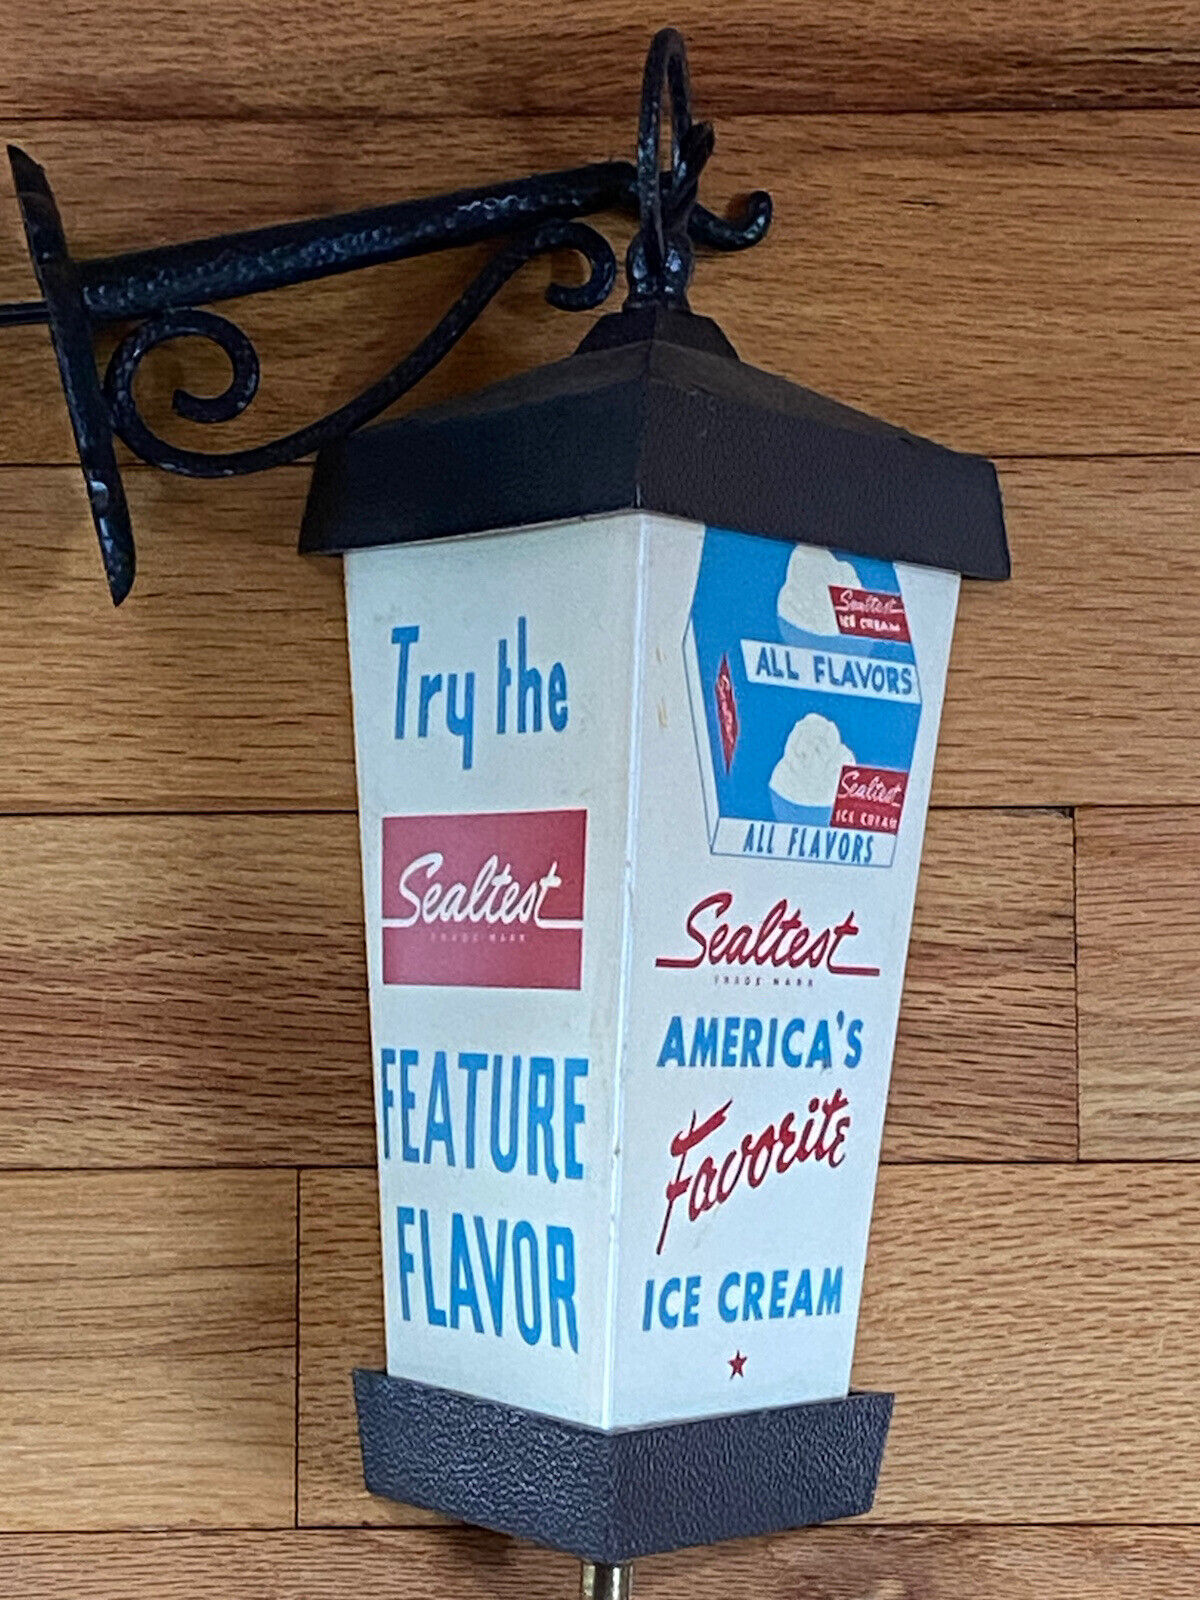 Try the
Sealtest
TRADE MARK
FEATURE
FLAVOR
Sealtest
ICE CREAM
ALL FLAVORS
Sealtest
ICE CREAM
ALL FLAVORS
Sealtest
TRADE MARK
AMERICA'S
Favorite
ICE CREAM